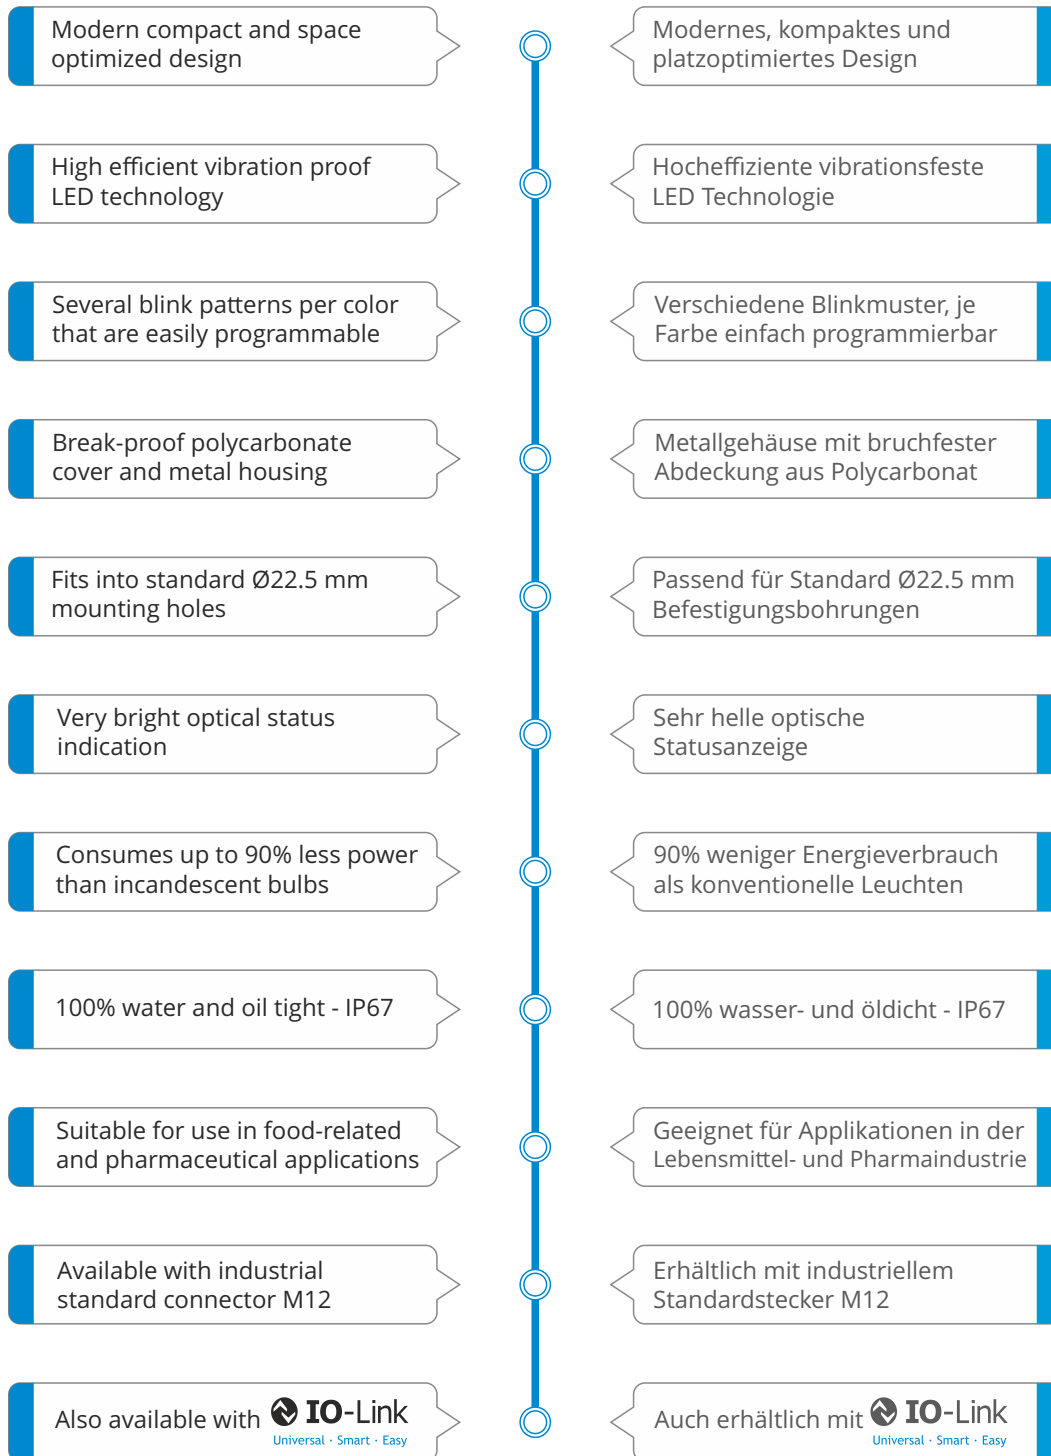 Modern compact and space
optimized design
Modernes, kompaktes und
platzoptimiertes Design
High efficient vibration proof
LED technology
Hocheffiziente vibrationsfeste
LED Technologie
Several blink patterns per color
that are easily programmable
Verschiedene Blinkmuster, je
Farbe einfach programmierbar
Break-proof polycarbonate
cover and metal housing
Metallgehäuse mit bruchfester
Abdeckung aus Polycarbonat
Fits into standard Ø22.5 mm
mounting holes
Passend für Standard Ø22.5 mm
Befestigungsbohrungen
Very bright optical status
indication
Sehr helle optische
Statusanzeige
Consumes up to 90% less power
than incandescent bulbs
90% weniger Energieverbrauch
als konventionelle Leuchten
100% water and oil tight - IP67
100% wasser- und öldicht - IP67
Suitable for use in food-related
and pharmaceutical applications
Geeignet für Applikationen in der
Lebensmittel- und Pharmaindustrie
Available with industrial
standard connector M12
Erhältlich mit industriellem
Standardstecker M12
Also available with IO-Link
Universal · Smart · Easy
Auch erhältlich mit IO-Link
Universal · Smart · Easy